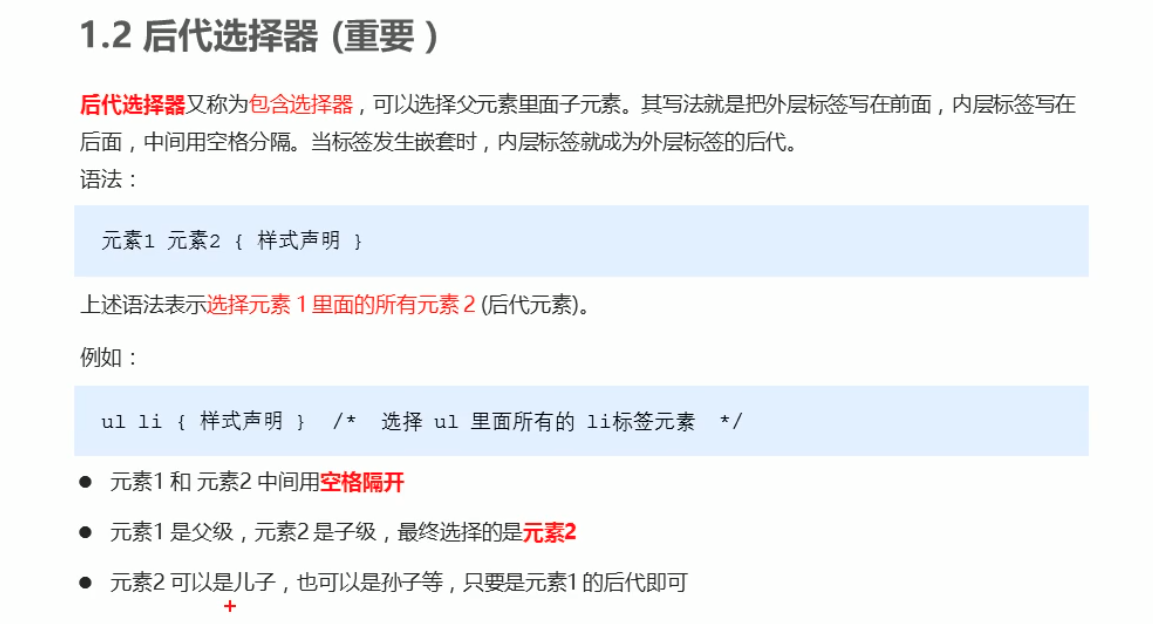 1.2 后代选择器 (重要 )
后代选择器又称为包含选择器，可以选择父元素里面子元素。其写法就是把外层标签写在前面，内层标签写在
后面，中间用空格分隔。当标签发生嵌套时，内层标签就成为外层标签的后代。
语法：
元素1 元素2 { 样式声明 }
上述语法表示选择元素 1 里面的所有元素 2 (后代元素)。
例如：
ul li { 样式声明 } /* 选择 ul 里面所有的 li标签元素 */
● 元素1 和 元素2 中间用空格隔开
● 元素1 是父级，元素2 是子级，最终选择的是元素2
● 元素2 可以是儿子，也可以是孙子等，只要是元素1 的后代即可